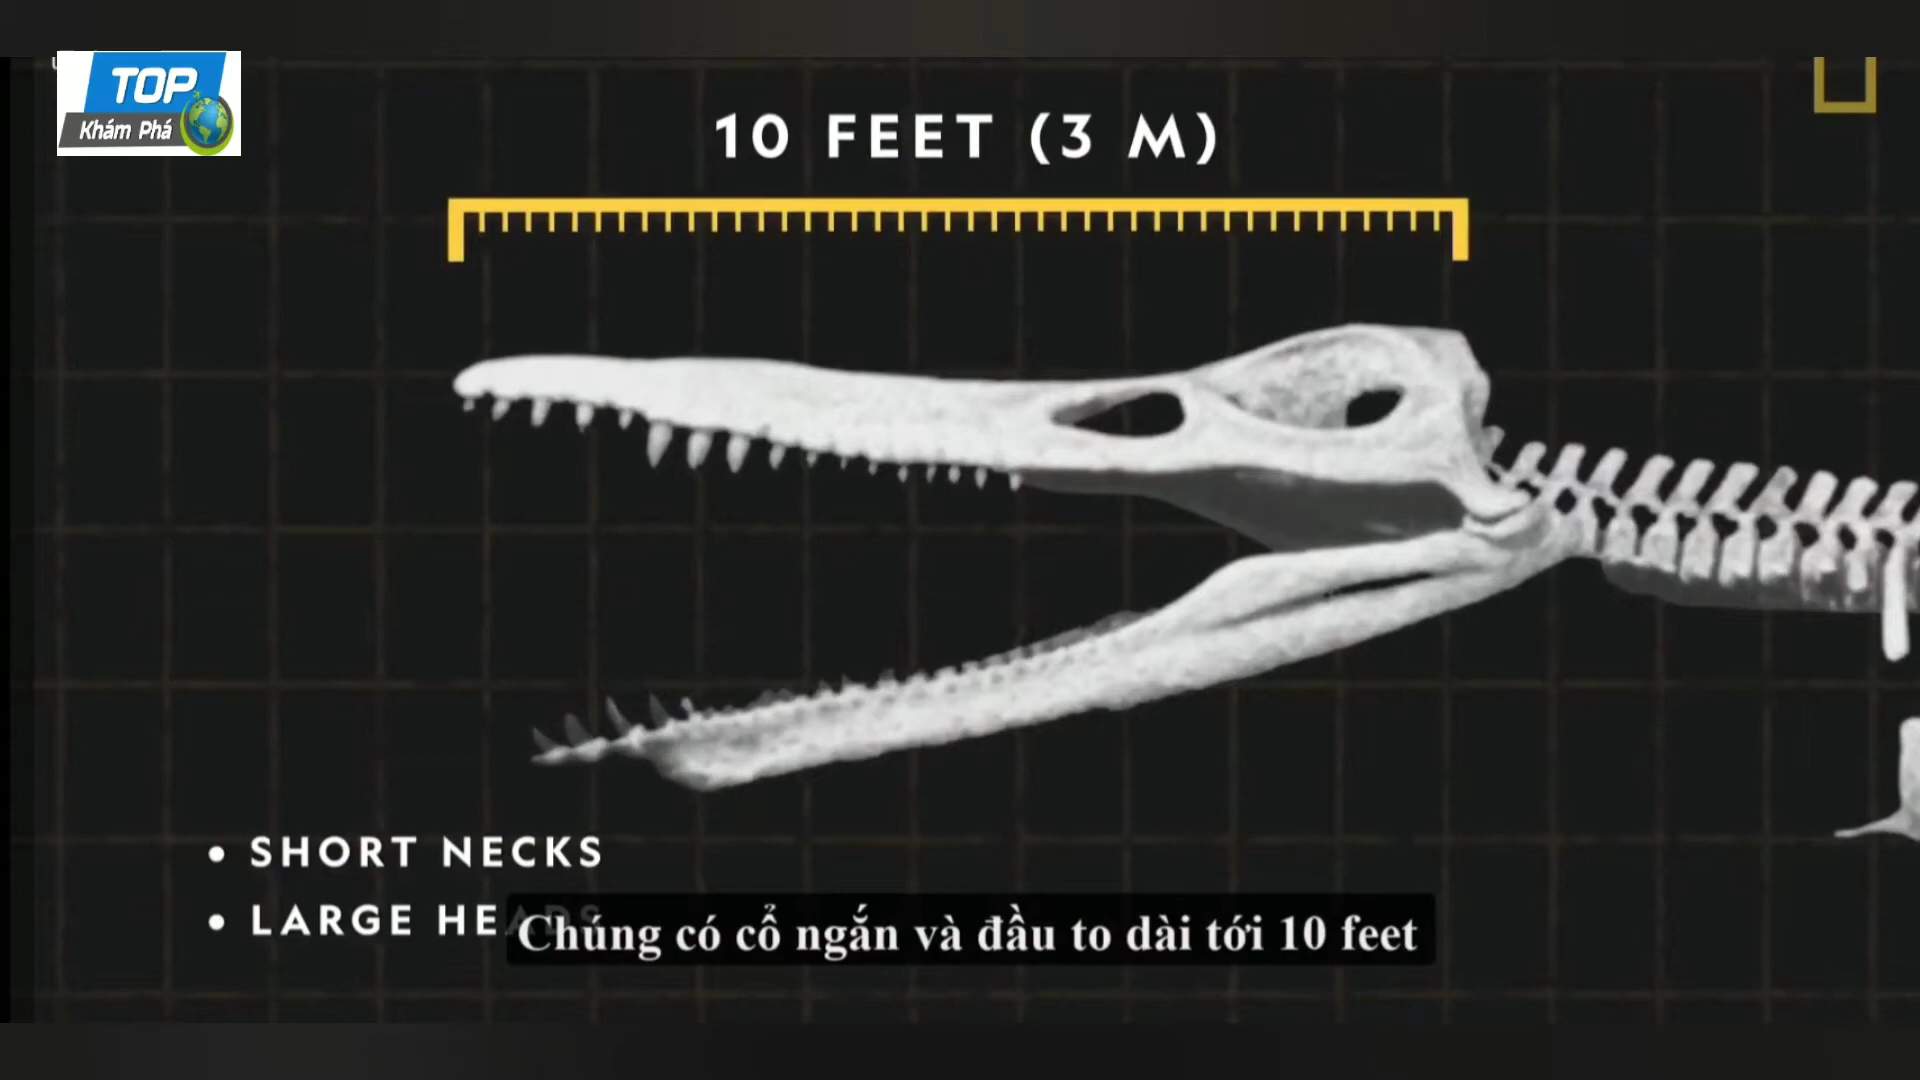 TOP
Khám Phá
10 FEET (3 M)
• SHORT NECKS
• LARGE HEADS
Chúng có cổ ngắn và đầu to dài tới 10 feet